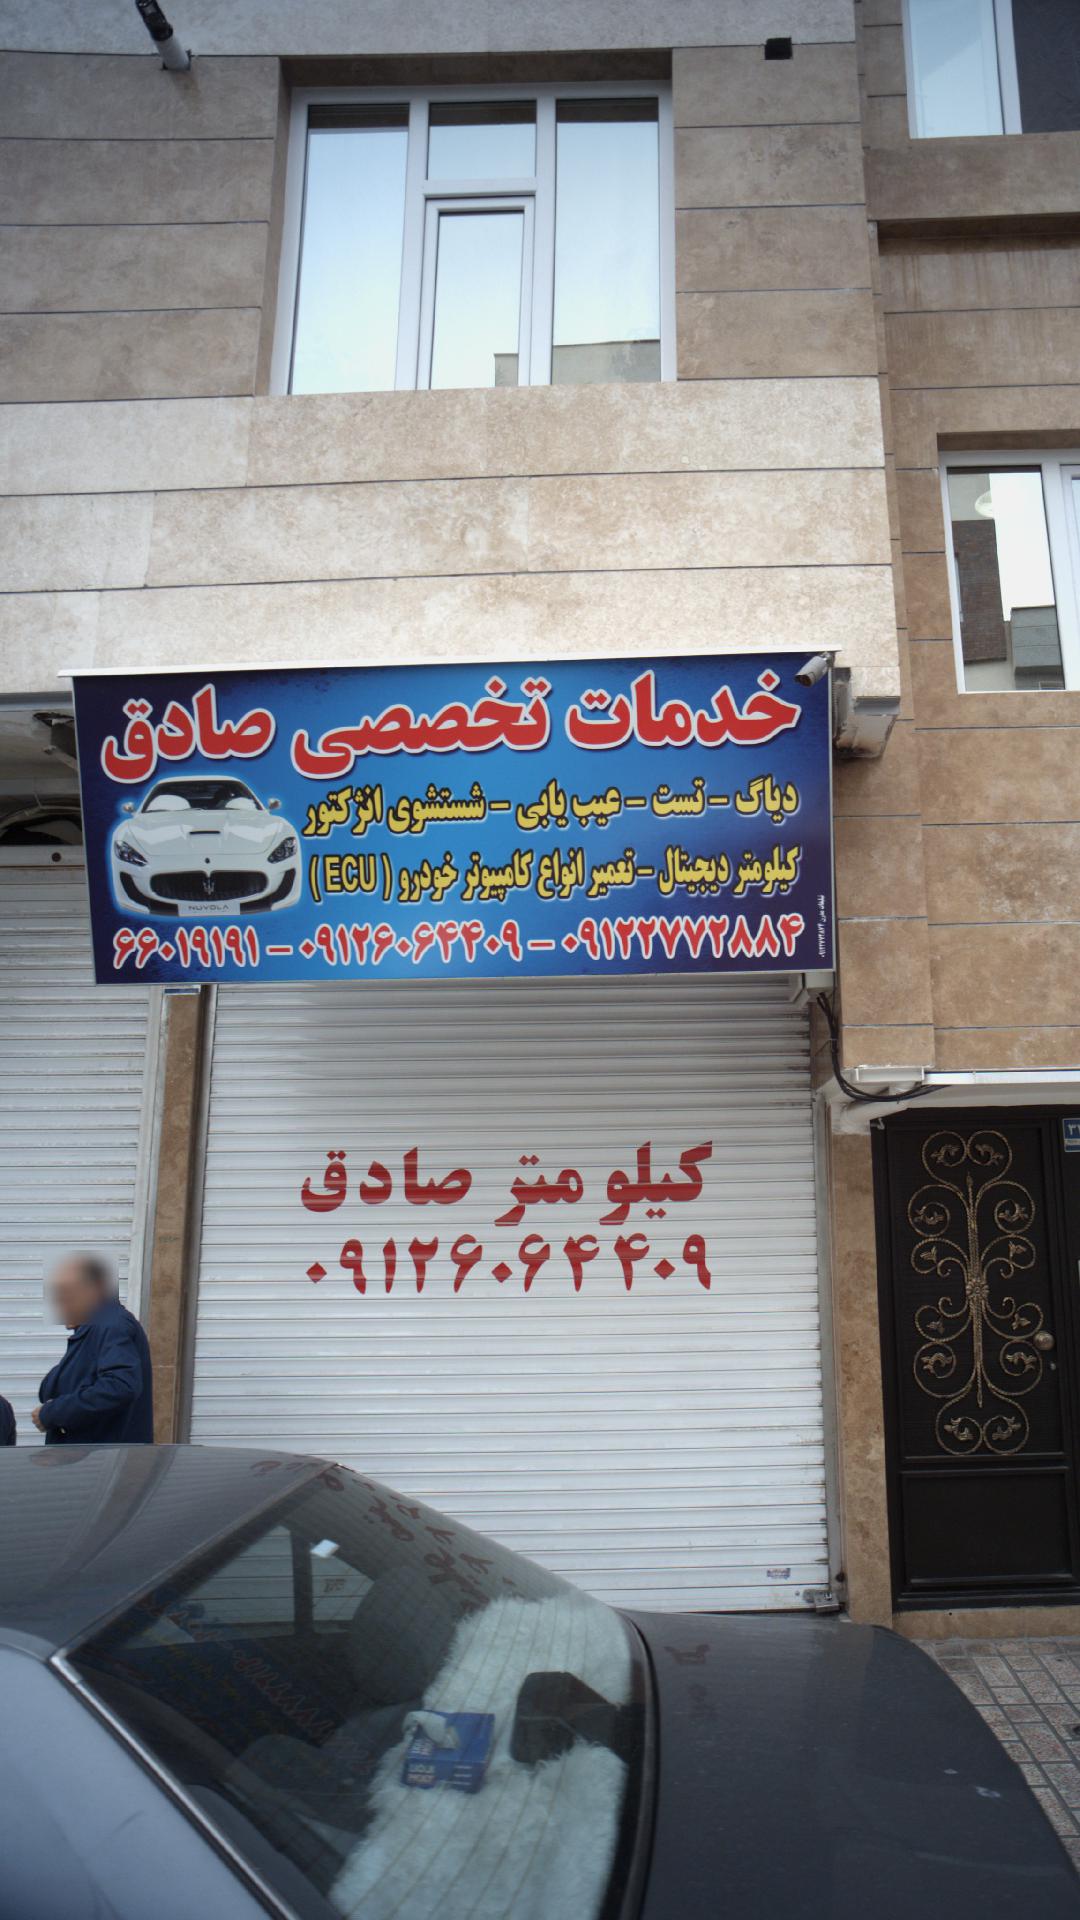 خدمات تخصصی صادق
دیاگ - تست - عیب یابی - شستشوی انژکتور
کیلومتر دیجیتال - تعمیر انواع کامپیوتر خودرو ( ECU )
۶۶۰۱۹۱۹۱ - ۰۹۱۲۶۰۶۴۴۰۹ - ۰۹۱۲۲۷۷۲۸۸۴
NUVOLA
کیلو متر صادق
۰۹۱۲۶۰۶۴۴۰۹